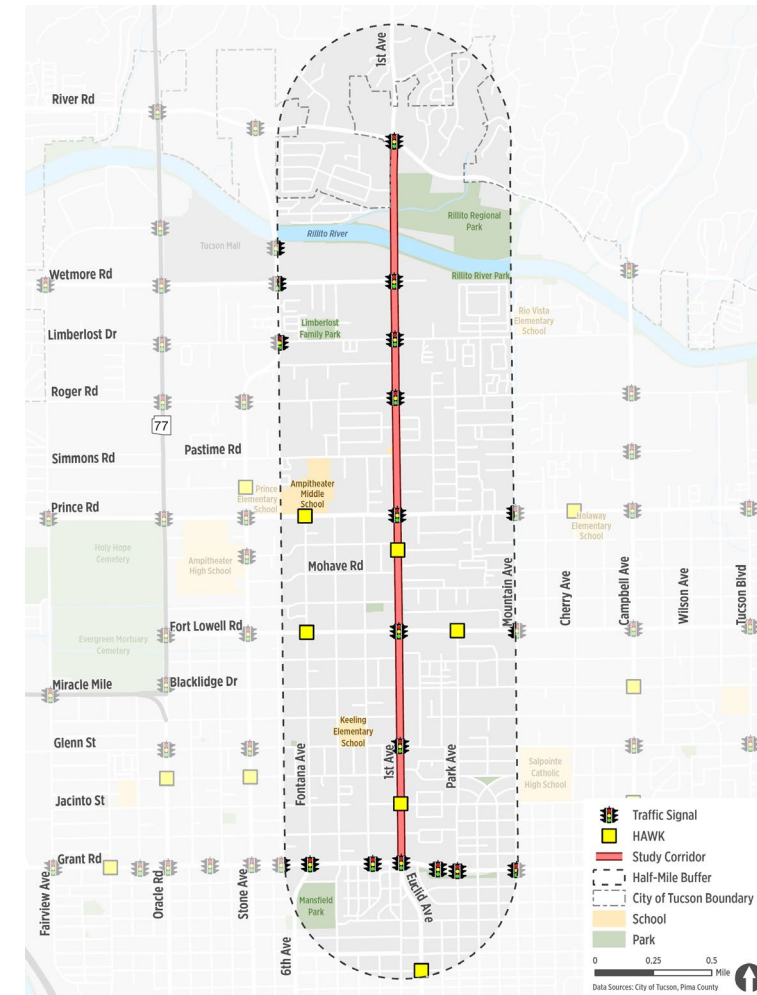 1st Ave
River Rd
Rillito Regional
Park
Rillito River
Tucson Mall
Wetmore Rd
Rillito River Park
Rio Vista
Elementary
School
Limberlost
Family Park
Limberlost Dr
Roger Rd
77
Pastime Rd
Simmons Rd
Ampitheater
Middle
School
Prince
Elementary
School
Prince Rd
Holaway
Elementary
School
Holy Hope
Cemetery
Ampitheater
High School
Mohave Rd
Mountain Ave
Cherry Ave
Campbell Ave
Wilson Ave
Tucson Blvd
Fort Lowell Rd
Evergreen Mortuary
Cemetery
Miracle Mile
Blacklidge Dr
Keeling
Elementary
School
Glenn St
Fontana Ave
1st Ave
Park Ave
Salpointe
Catholic
High School
Jacinto St
Grant Rd
Fairview Ave
Oracle Rd
Stone Ave
6th Ave
Mansfield
Park
Euclid Ave
Traffic Signal
HAWK
Study Corridor
Half-Mile Buffer
City of Tucson Boundary
School
Park
0 0.25 0.5
Mile
Data Sources: City of Tucson, Pima County